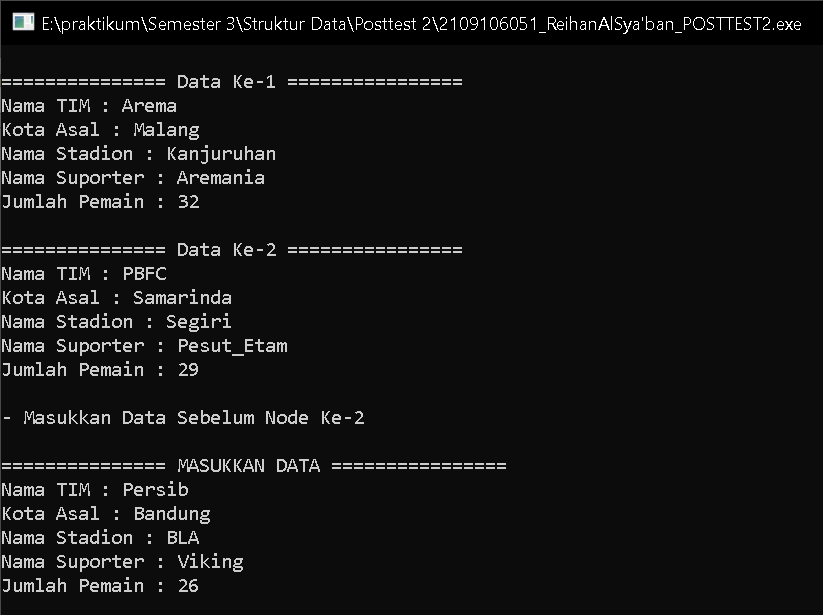 E:\praktikum\Semester 3\Struktur Data\Posttest 2\2109106051_ReihanAlSya'ban_POSTTEST2.exe
=============== Data Ke-1 ================
Nama TIM : Arema
Kota Asal : Malang
Nama Stadion : Kanjuruhan
Nama Suporter : Aremania
Jumlah Pemain : 32
=============== Data Ke-2 ================
Nama TIM : PBFC
Kota Asal : Samarinda
Nama Stadion : Segiri
Nama Suporter : Pesut_Etam
Jumlah Pemain : 29
- Masukkan Data Sebelum Node Ke-2
=============== MASUKKAN DATA ================
Nama TIM : Persib
Kota Asal : Bandung
Nama Stadion : BLA
Nama Suporter : Viking
Jumlah Pemain : 26